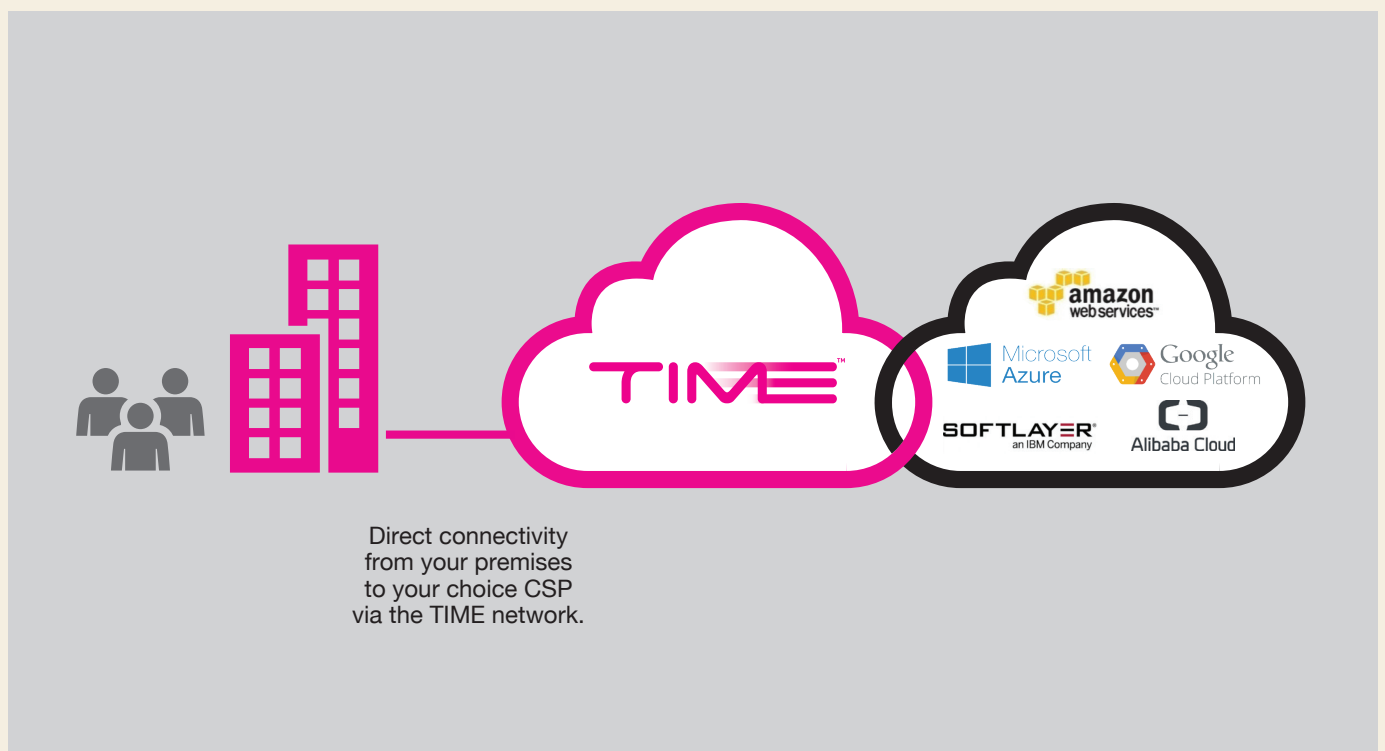 TIME™
amazon
webservices™
Microsoft
Azure
Google
Cloud Platform
SOFTLAYER®
an IBM Company
Alibaba Cloud
Direct connectivity
from your premises
to your choice CSP
via the TIME network.